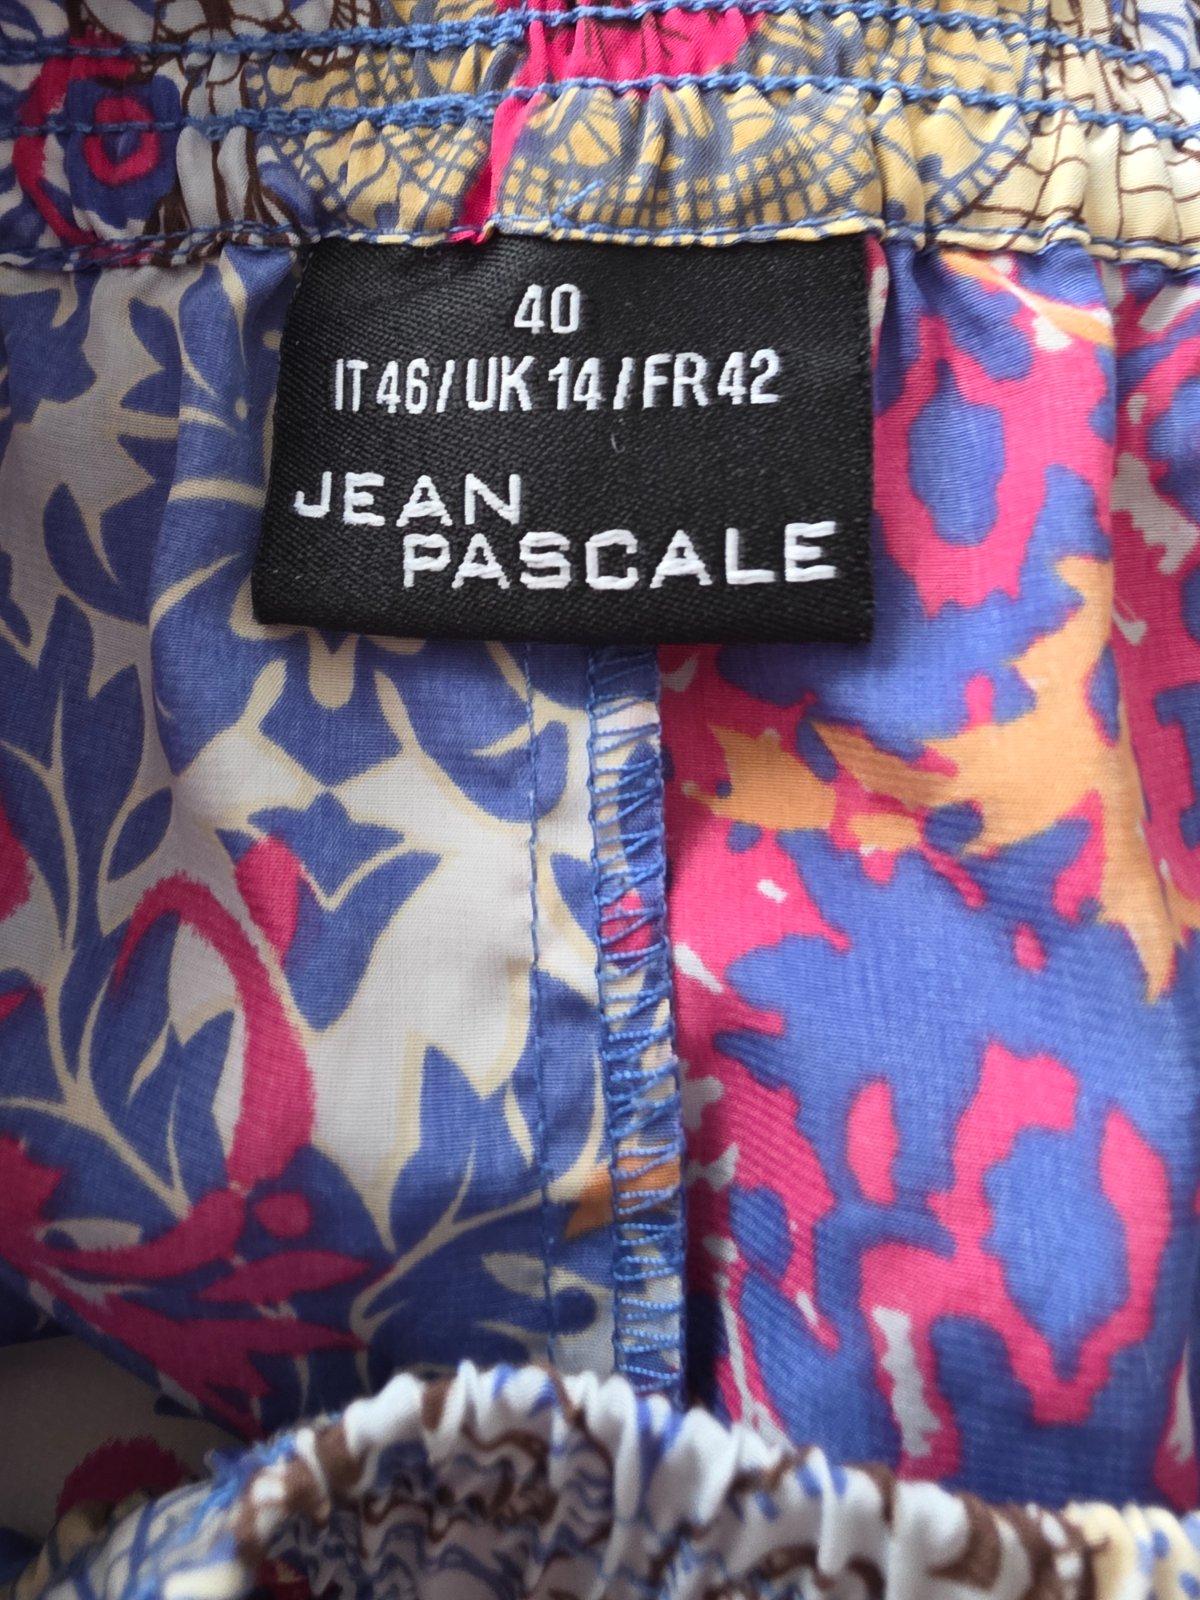 40
IT 46 / UK 14 / FR 42
JEAN
PASCALE